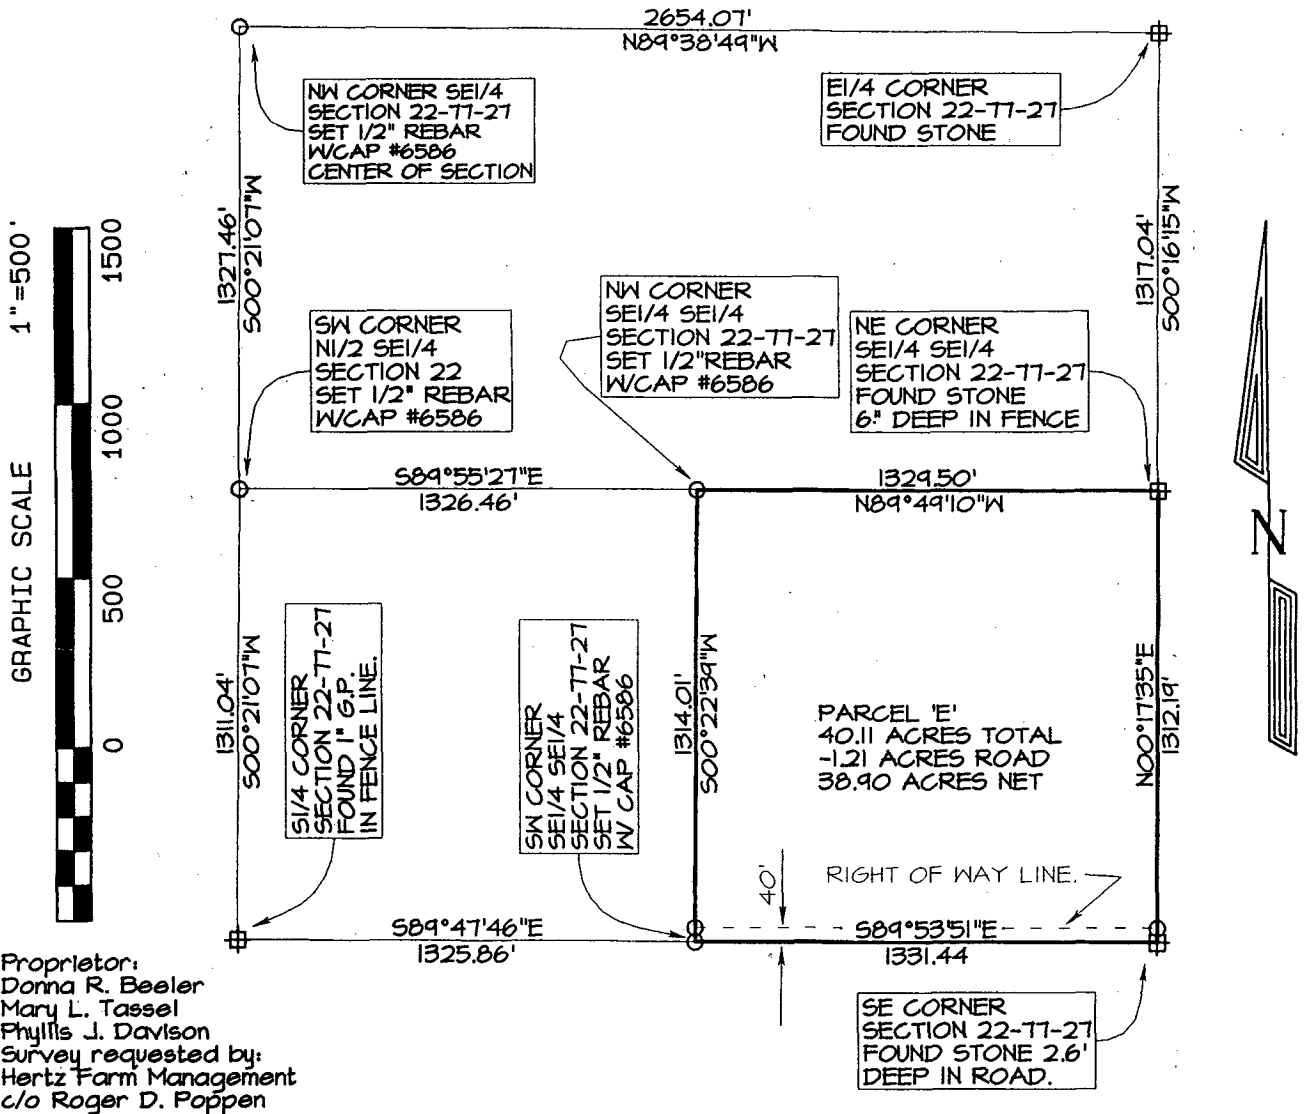 2654.07'
N89°38'49"W
NW CORNER SE1/4
SECTION 22-77-27
SET 1/2" REBAR
W/CAP #6586
CENTER OF SECTION
E1/4 CORNER
SECTION 22-77-27
FOUND STONE
1327.46'
S00°21'07"W
1317.04'
S00°16'15"W
GRAPHIC SCALE 1"=500'
1500
1000
500
0
SW CORNER
N1/2 SE1/4
SECTION 22
SET 1/2" REBAR
W/CAP #6586
NW CORNER
SE1/4 SE1/4
SECTION 22-77-27
SET 1/2"REBAR
W/CAP #6586
NE CORNER
SE1/4 SE1/4
SECTION 22-77-27
FOUND STONE
6" DEEP IN FENCE
S89°55'27"E
1326.46'
1329.50'
N89°49'10"W
N
1311.04'
S00°21'07"W
S1/4 CORNER
SECTION 22-77-27
FOUND 1" G.P.
IN FENCE LINE.
SW CORNER
SE1/4 SE1/4
SECTION 22-77-27
SET 1/2" REBAR
W/ CAP #6586
1314.01'
S00°22'39"W
PARCEL 'E'
40.11 ACRES TOTAL
-1.21 ACRES ROAD
38.90 ACRES NET
N00°17'35"E
1312.19'
40'
RIGHT OF WAY LINE.
S89°47'46"E
1325.86'
S89°53'51"E
1331.44
SE CORNER
SECTION 22-77-27
FOUND STONE 2.6'
DEEP IN ROAD.
Proprietor:
Donna R. Beeler
Mary L. Tassel
Phyllis J. Davison
Survey requested by:
Hertz Farm Management
c/o Roger D. Poppen